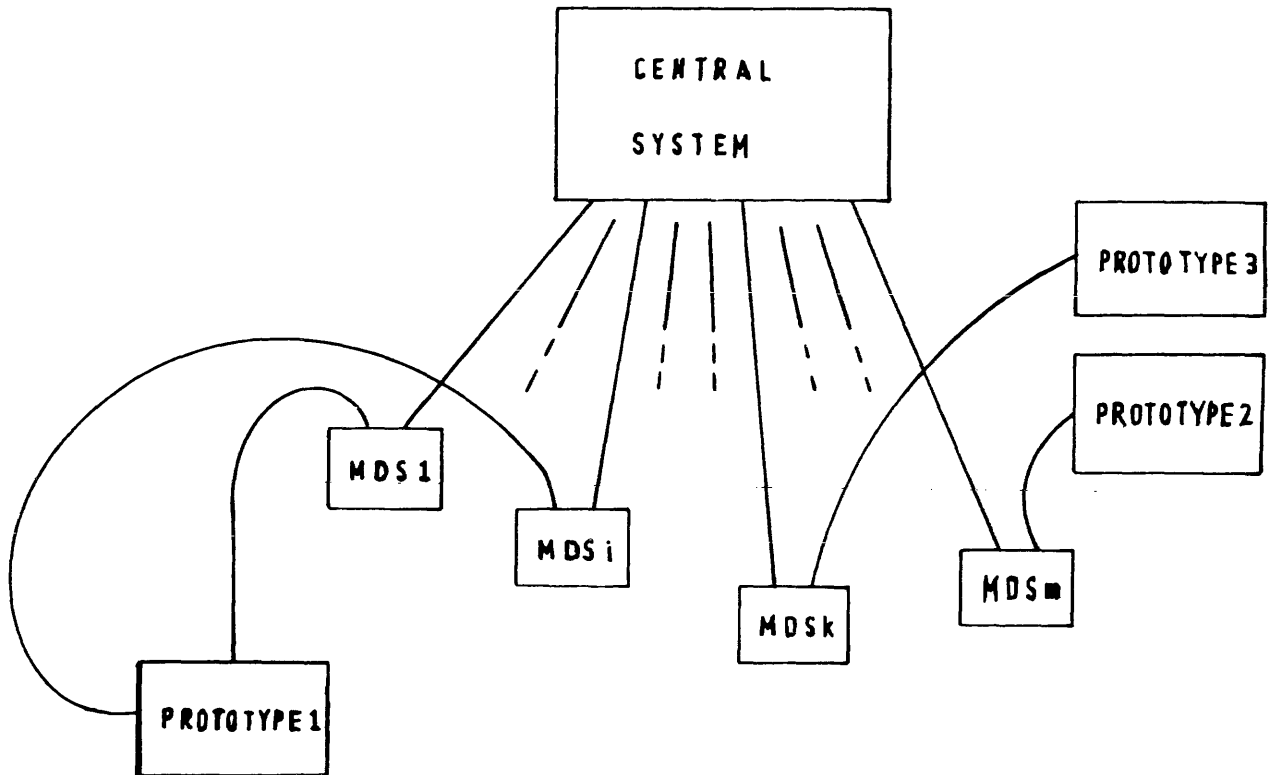 CENTRAL
SYSTEM
PROTOTYPE3
PROTOTYPE2
MDS1
MDSi
MDSk
MDSm
PROTOTYPE1